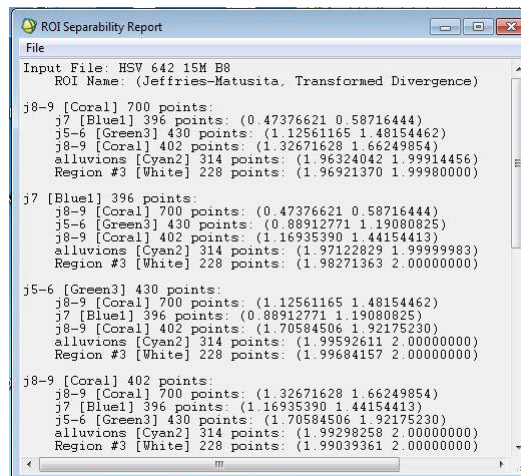 ROI Separability Report
File
Input File: HSV 642 15M B8
ROI Name: (Jeffries-Matusita, Transformed Divergence)
j8-9 [Coral] 700 points:
j7 [Blue1] 396 points: (0.47376621 0.58716444)
j5-6 [Green3] 430 points: (1.12561165 1.48154462)
j8-9 [Coral] 402 points: (1.32671628 1.66249854)
alluvions [Cyan2] 314 points: (1.96324042 1.99914456)
Region #3 [White] 228 points: (1.96921370 1.99980000)
j7 [Blue1] 396 points:
j8-9 [Coral] 700 points: (0.47376621 0.58716444)
j5-6 [Green3] 430 points: (0.88912771 1.19080825)
j8-9 [Coral] 402 points: (1.16935390 1.44154413)
alluvions [Cyan2] 314 points: (1.97122829 1.99999983)
Region #3 [White] 228 points: (1.98271363 2.00000000)
j5-6 [Green3] 430 points:
j8-9 [Coral] 700 points: (1.12561165 1.48154462)
j7 [Blue1] 396 points: (0.88912771 1.19080825)
j8-9 [Coral] 402 points: (1.70584506 1.92175230)
alluvions [Cyan2] 314 points: (1.99592611 2.00000000)
Region #3 [White] 228 points: (1.99684157 2.00000000)
j8-9 [Coral] 402 points:
j8-9 [Coral] 700 points: (1.32671628 1.66249854)
j7 [Blue1] 396 points: (1.16935390 1.44154413)
j5-6 [Green3] 430 points: (1.70584506 1.92175230)
alluvions [Cyan2] 314 points: (1.99298258 2.00000000)
Region #3 [White] 228 points: (1.99039361 2.00000000)